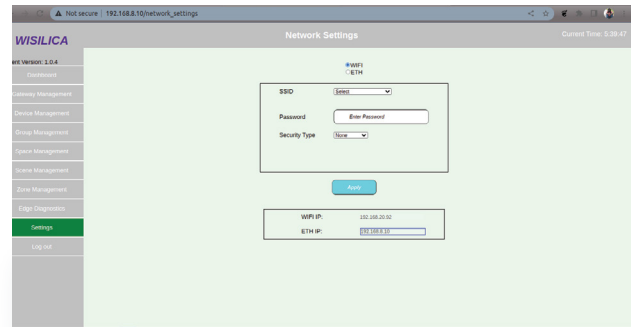 Not secure | 192.168.8.10/network_settings
WISILICA
Network Settings
Current Time: 5:39:47
ent Version: 1.0.4
Dashboard
Gateway Management
Device Management
Group Management
Space Management
Scene Management
Zone Management
Edge Diagnostics
Settings
Log out
WIFI
ETH
SSID Select
Password Enter Password
Security Type None
Apply
WIFI IP: 192.168.20.92
ETH IP: 192.168.8.10